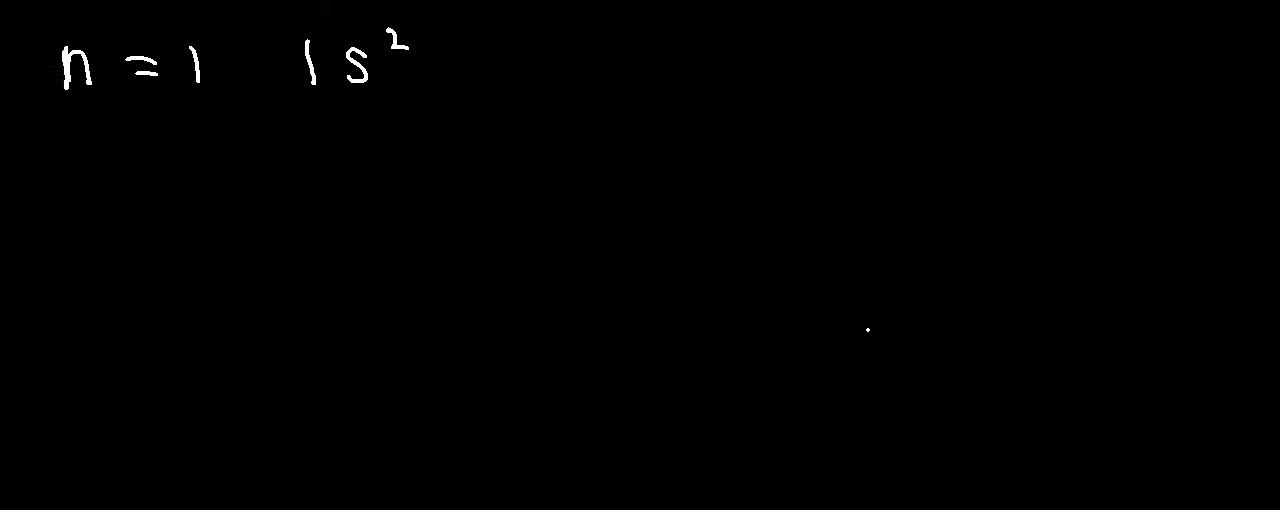 n = 1 1s²